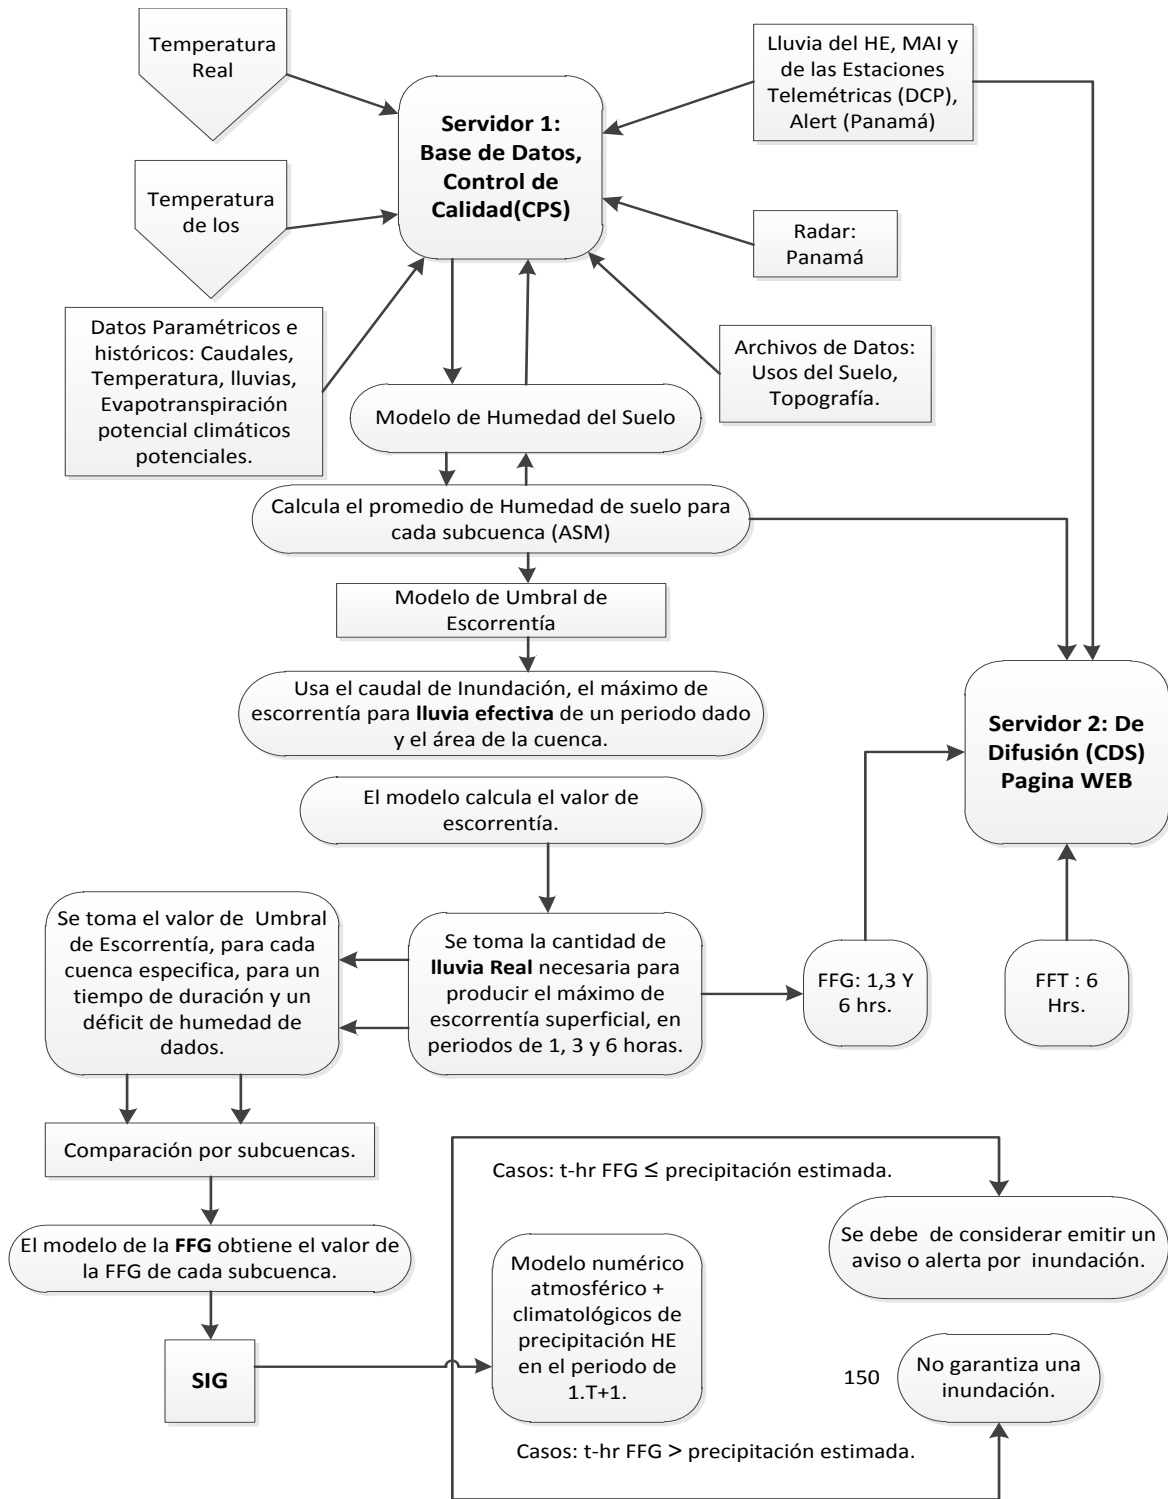 Temperatura
Real
Lluvia del HE, MAI y
de las Estaciones
Telemétricas (DCP),
Alert (Panamá)
Servidor 1:
Base de Datos,
Control de
Calidad(CPS)
Temperatura
de los
Radar:
Panamá
Datos Paramétricos e
históricos: Caudales,
Temperatura, lluvias,
Evapotranspiración
potencial climáticos
potenciales.
Archivos de Datos:
Usos del Suelo,
Topografía.
Modelo de Humedad del Suelo
Calcula el promedio de Humedad de suelo para
cada subcuenca (ASM)
Modelo de Umbral de
Escorrentía
Usa el caudal de Inundación, el máximo de
escorrentía para lluvia efectiva de un periodo dado
y el área de la cuenca.
Servidor 2: De
Difusión (CDS)
Pagina WEB
El modelo calcula el valor de
escorrentía.
Se toma el valor de Umbral
de Escorrentía, para cada
cuenca especifica, para un
tiempo de duración y un
déficit de humedad de
dados.
Se toma la cantidad de
lluvia Real necesaria para
producir el máximo de
escorrentía superficial, en
periodos de 1, 3 y 6 horas.
FFG: 1,3 Y
6 hrs.
FFT : 6
Hrs.
Comparación por subcuencas.
Casos: t-hr FFG ≤ precipitación estimada.
El modelo de la FFG obtiene el valor de
la FFG de cada subcuenca.
Se debe de considerar emitir un
aviso o alerta por inundación.
Modelo numérico
atmosférico +
climatológicos de
precipitación HE
en el periodo de
1.T+1.
SIG
150
No garantiza una
inundación.
Casos: t-hr FFG > precipitación estimada.